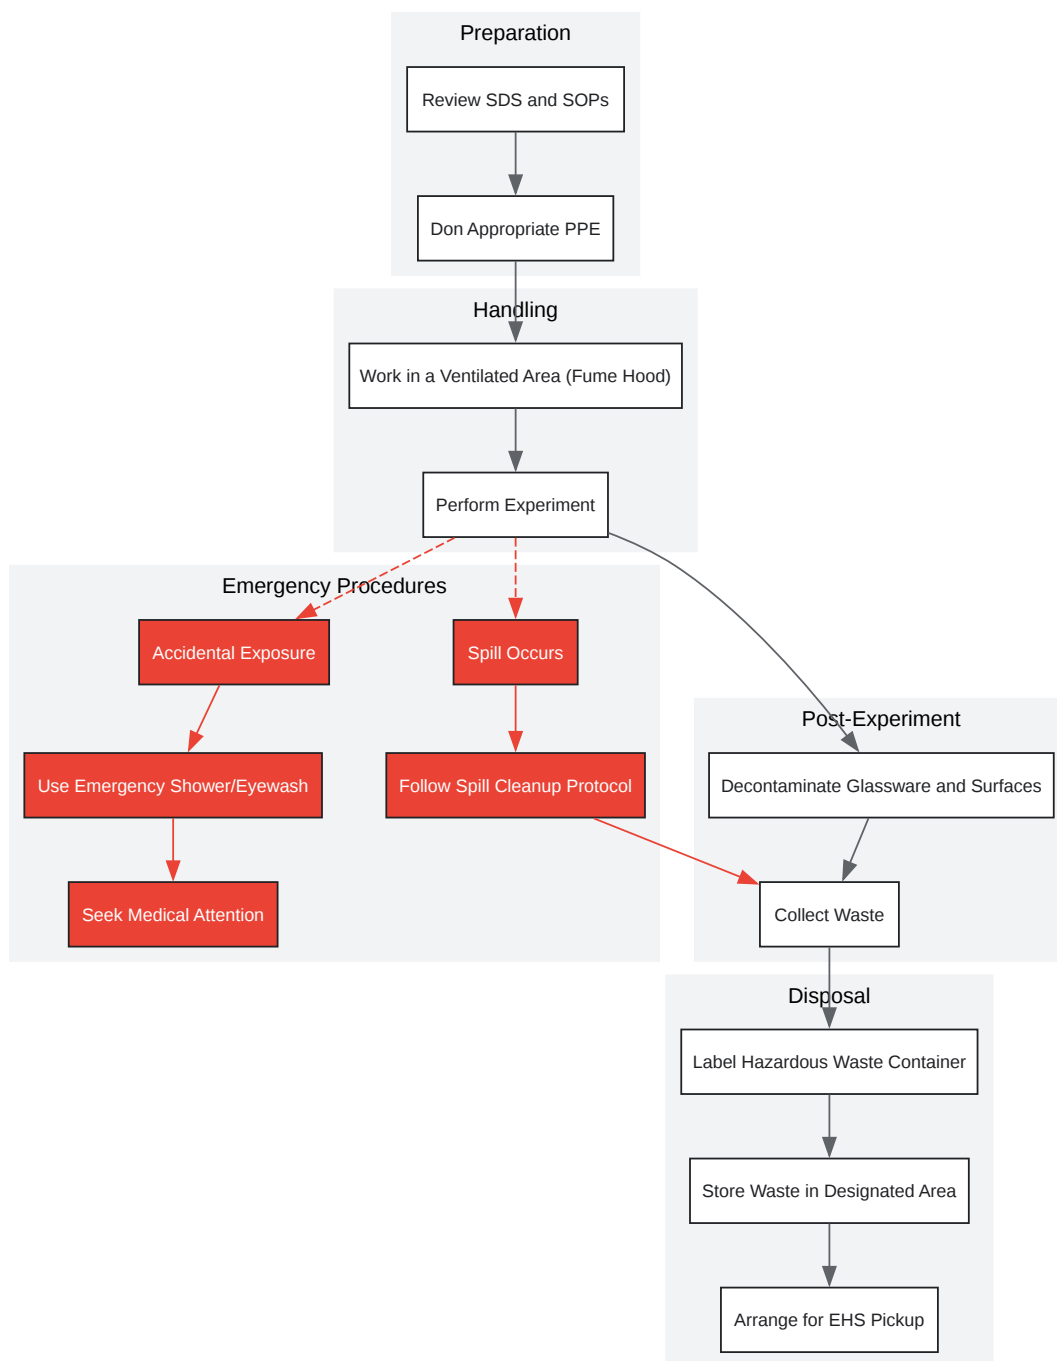 Preparation
Review SDS and SOPs
Don Appropriate PPE
Handling
Work in a Ventilated Area (Fume Hood)
Perform Experiment
Emergency Procedures
Accidental Exposure
Spill Occurs
Use Emergency Shower/Eyewash
Follow Spill Cleanup Protocol
Seek Medical Attention
Post-Experiment
Decontaminate Glassware and Surfaces
Collect Waste
Disposal
Label Hazardous Waste Container
Store Waste in Designated Area
Arrange for EHS Pickup